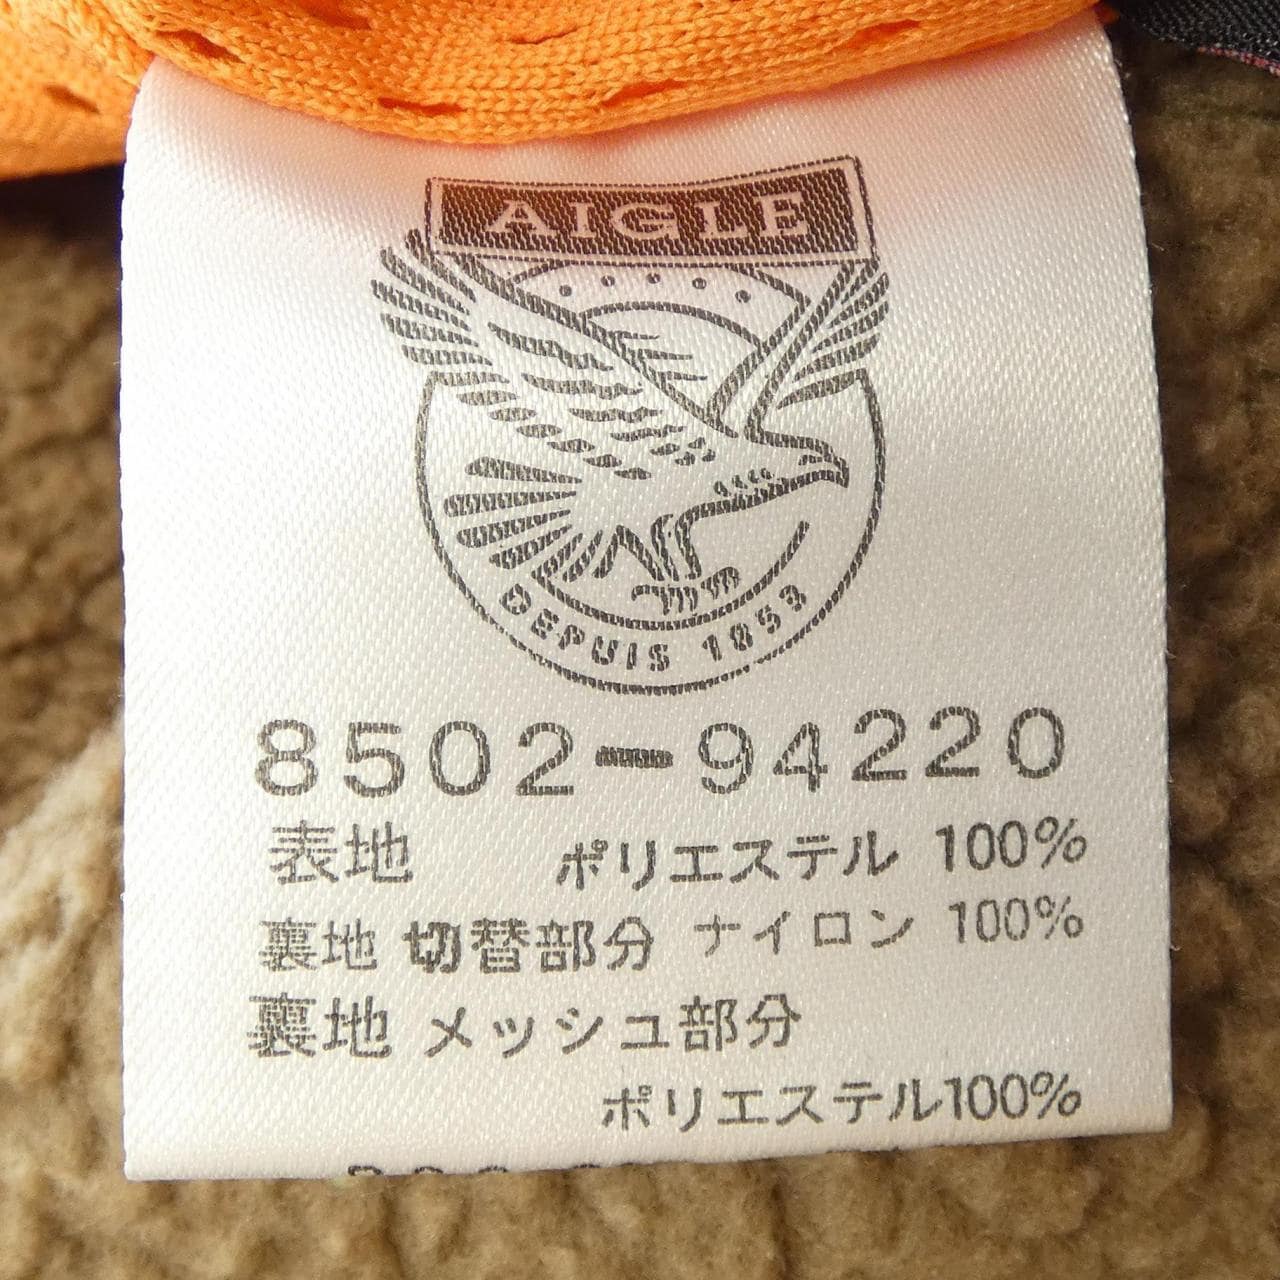 AIGLE
DEPUIS 1853
8502-94220
表地 ポリエステル 100%
裏地 切替部分 ナイロン 100%
裏地 メッシュ部分
ポリエステル100%